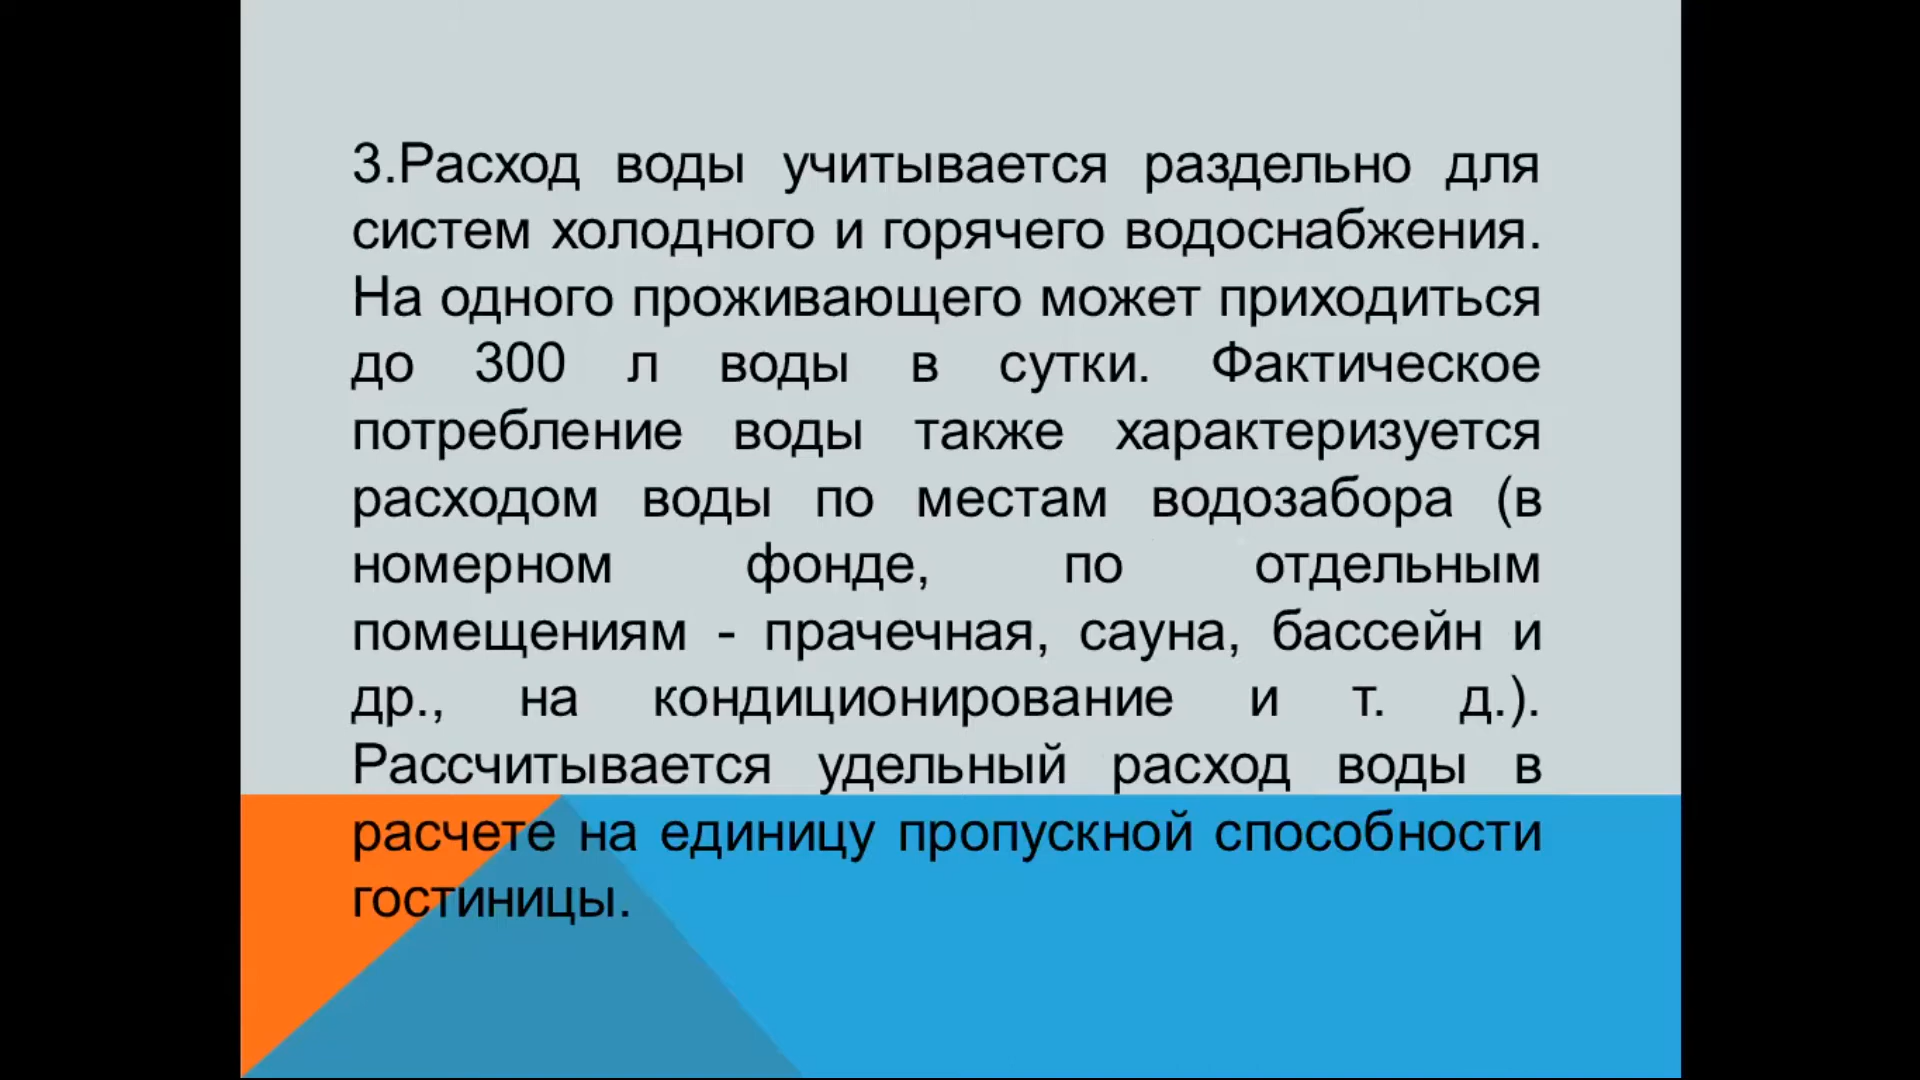 3.Расход воды учитывается раздельно для
систем холодного и горячего водоснабжения.
На одного проживающего может приходиться
до 300 л воды в сутки. Фактическое
потребление воды также характеризуется
расходом воды по местам водозабора (в
номерном фонде, по отдельным
помещениям - прачечная, сауна, бассейн и
др., на кондиционирование и т. д.).
Рассчитывается удельный расход воды в
расчете на единицу пропускной способности
гостиницы.